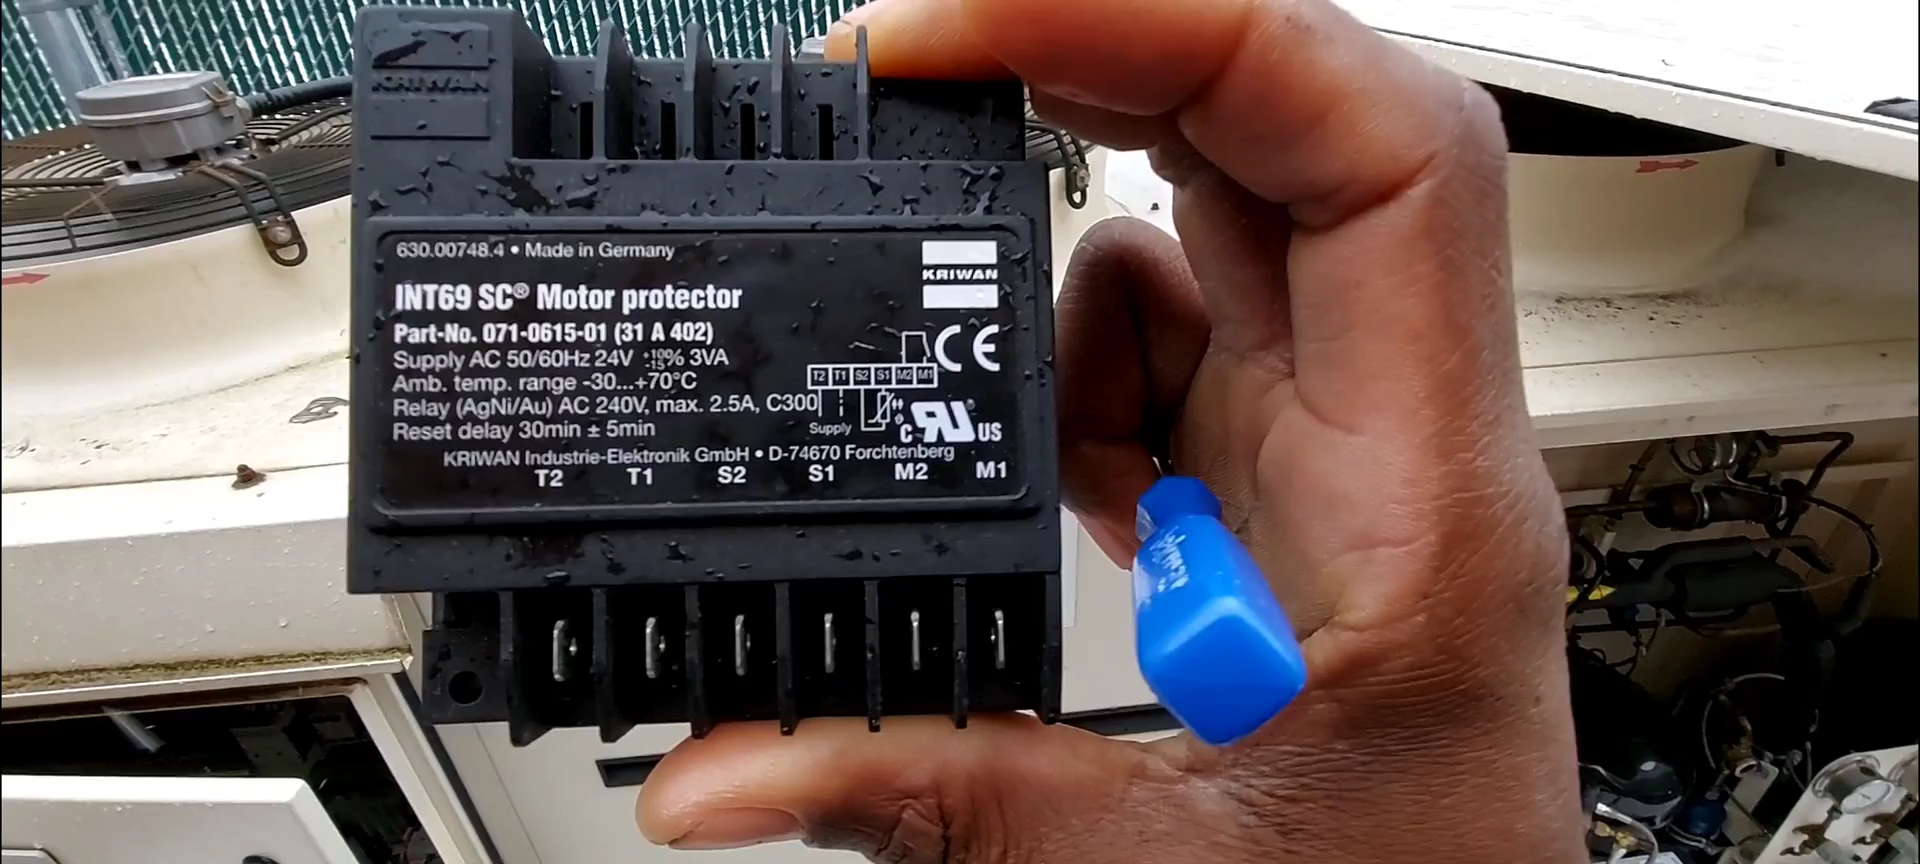 KRIWAN
630.00748.4 • Made in Germany
KRIWAN
INT69 SC® Motor protector
Part-No. 071-0615-01 (31 A 402)
Supply AC 50/60Hz 24V +10-15% 3VA
CE
Amb. temp. range -30...+70°C
T2 T1 S2 S1 M2 M1
Relay (AgNi/Au) AC 240V, max. 2.5A, C300
Reset delay 30min ± 5min
Supply
C RU US
KRIWAN Industrie-Elektronik GmbH • D-74670 Forchtenberg
T2 T1 S2 S1 M2 M1